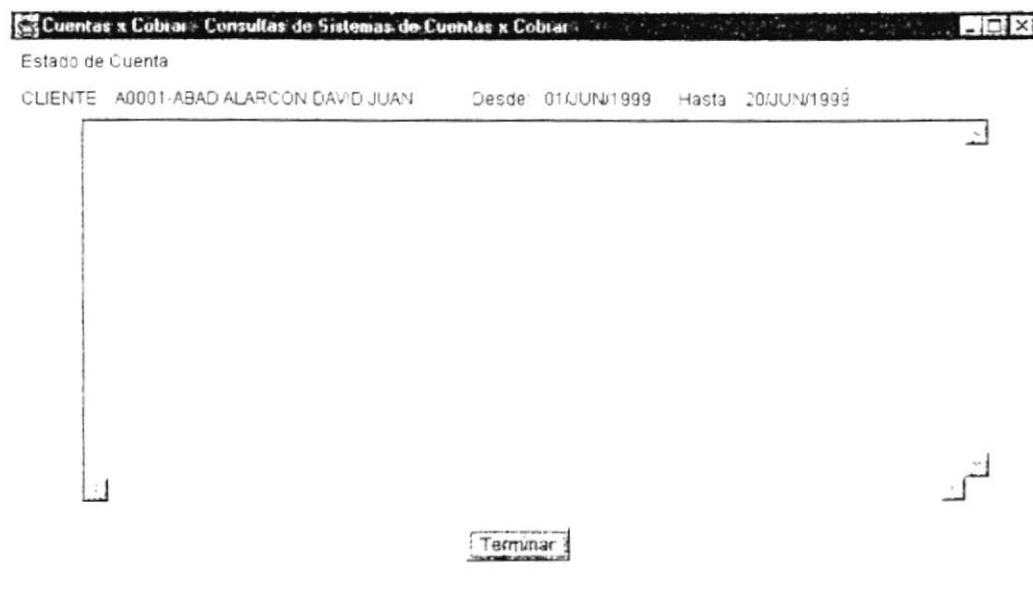 Cuentas x Cobrar - Consultas de Sistemas de Cuentas x Cobrar
Estado de Cuenta
CLIENTE A0001-ABAD ALARCON DAVID JUAN Desde: 01/JUN/1999 Hasta 20/JUN/1999
Terminar